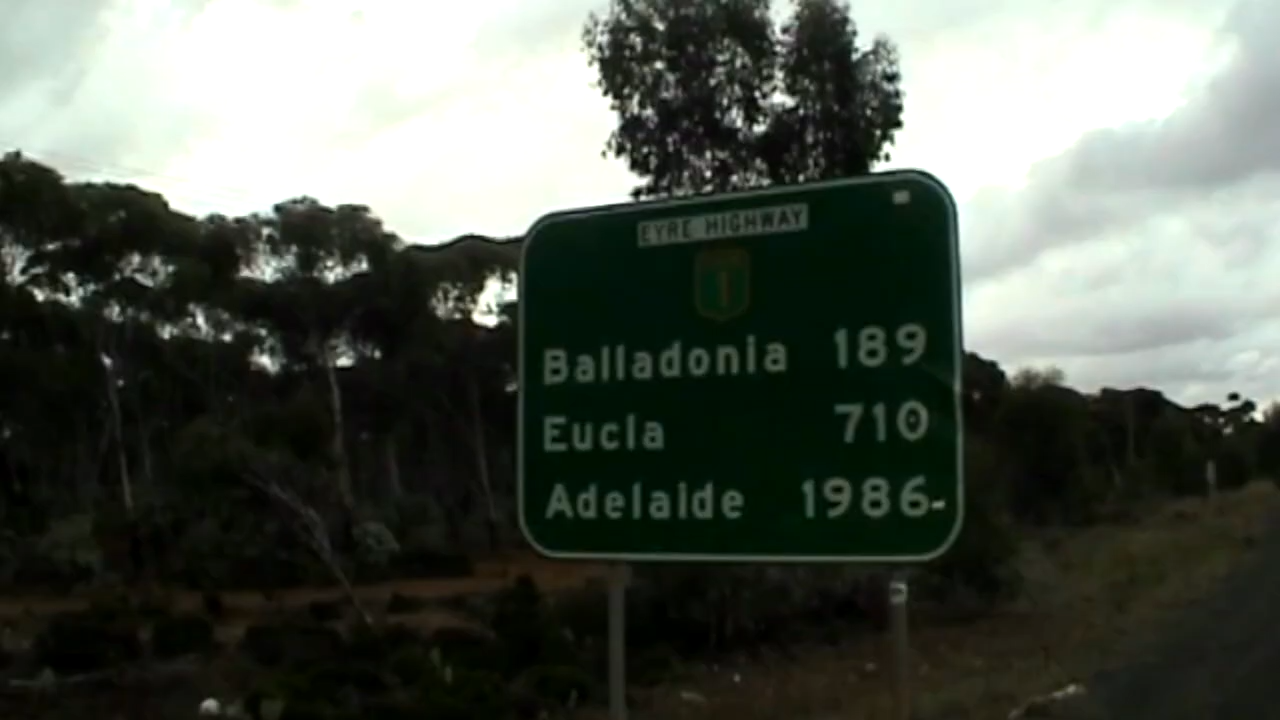 EYRE HIGHWAY
1
Balladonia 189
Eucla 710
Adelaide 1986-